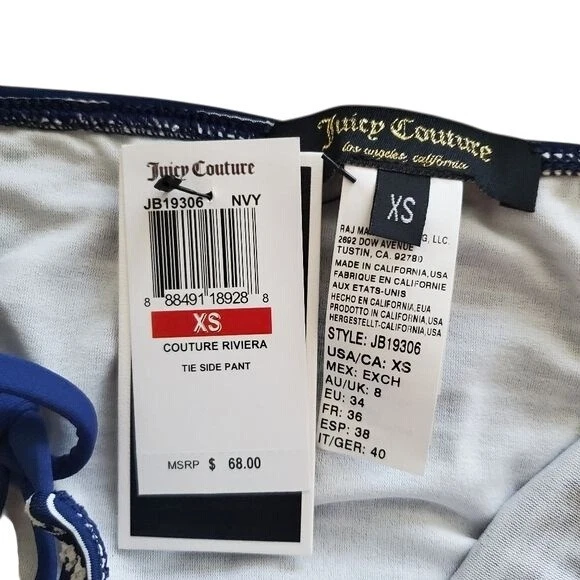 Juicy Couture
los angeles, california
XS
Juicy Couture
JB19306 NVY
8 88491 18928 8
XS
COUTURE RIVIERA
TIE SIDE PANT
MSRP $ 68.00
RAJ G, LLC.
2692 DOW AVENUE
TUSTIN, CA. 92780
MADE IN CALIFORNIA,USA
FABRIQUE EN CALIFORNIE
AUX ETATS-UNIS
HECHO EN CALIFORNIA,EUA
PRODOTTO IN CALIFORNIA,USA
HERGESTELLT-CALIFORNIA,USA
STYLE: JB19306
USA/CA: XS
MEX: EXCH
AU/UK: 8
EU: 34
FR: 36
ESP: 38
IT/GER: 40